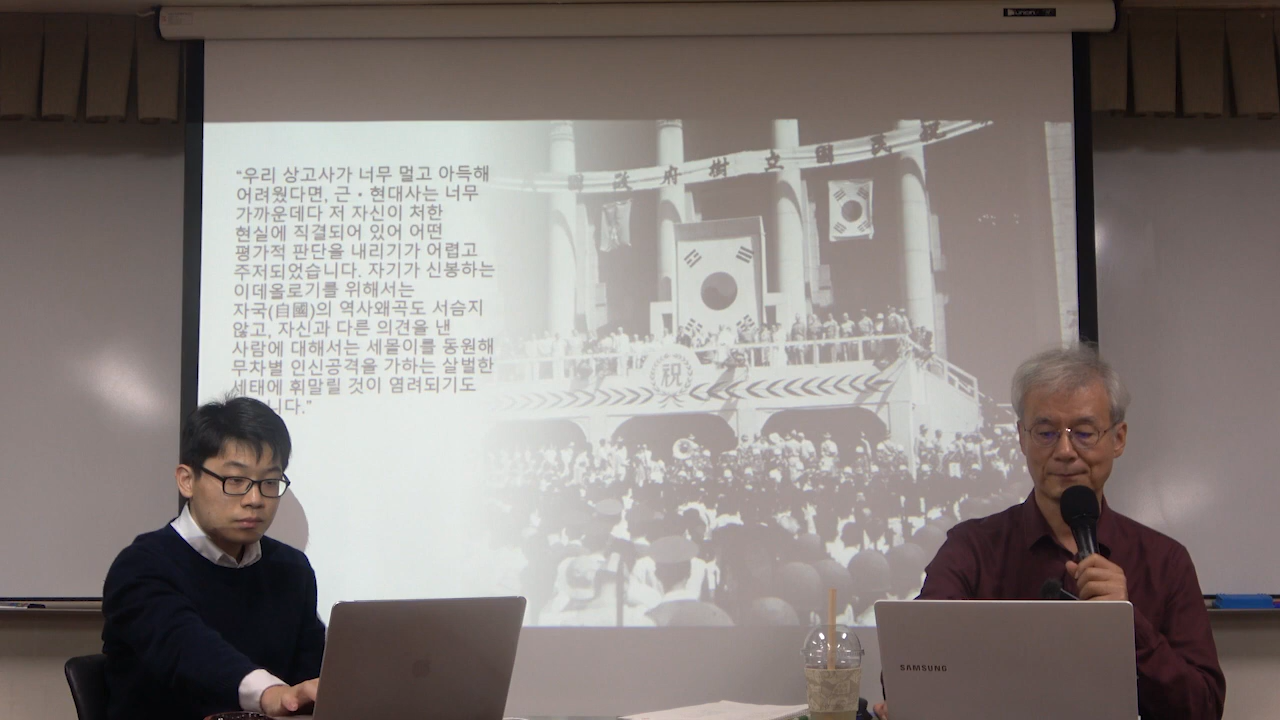 "우리 상고사가 너무 멀고 아득해
어려웠다면, 근・현대사는 너무
가까운데다 저 자신이 처한
현실에 직결되어 있어 어떤
평가적 판단을 내리기가 어렵고
주저되었습니다. 자기가 신봉하는
이데올로기를 위해서는
자국(自國)의 역사왜곡도 서슴지
않고, 자신과 다른 의견을 낸
사람에 대해서는 세몰이를 동원해
무차별 인신공격을 가하는 살벌한
세태에 휘말릴 것이 염려되기도
니다."
政府樹立國民
祝
SAMSUNG